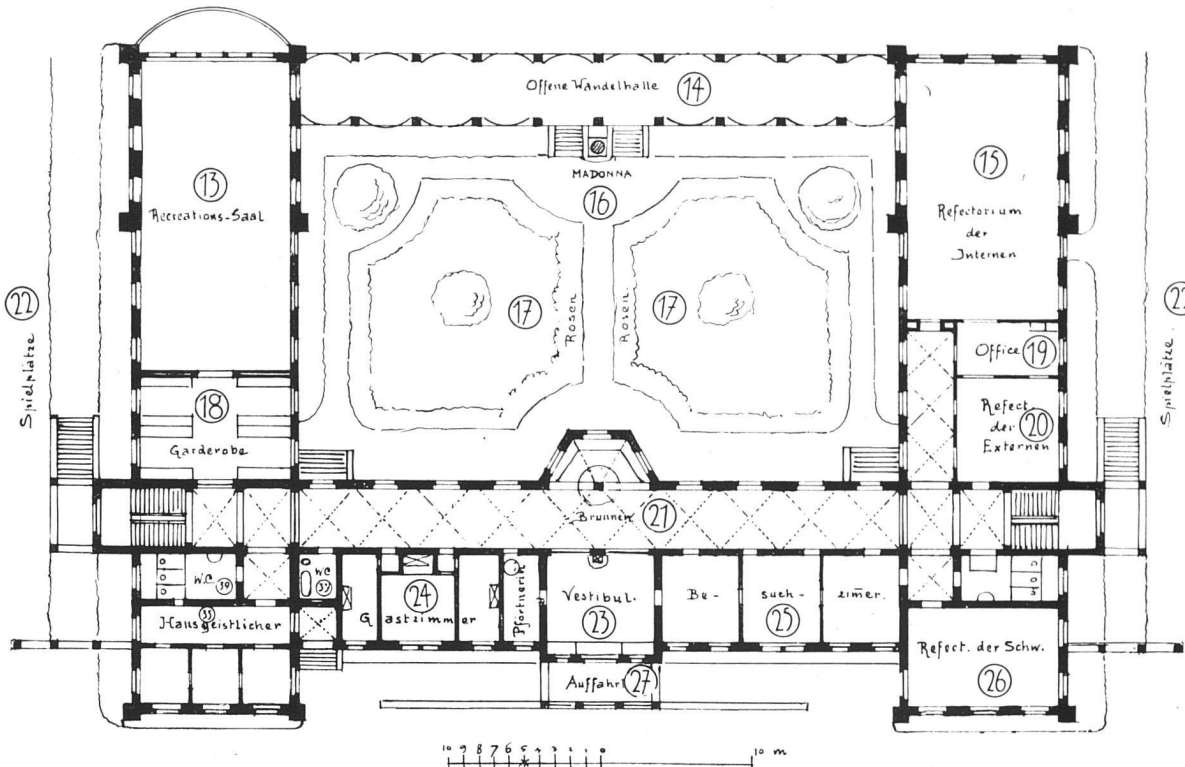 Offene Wandelhalle 14
MADONNA
16
13
Recreations-Saal
15
Refectorium
der
Internen
17
Rosen
Rosen
17
22
Spielplätze
Spielplätze
Office 19
18
Garderobe
Refect.
der 20
Externen
Brunnen 21
W.C. 39
WC 37
Gastzimmer
24
Pförtnerin
Vestibul.
23
Be-
such-
zimer.
25
Hausgeistlicher
Refect. der Schw.
26
Auffahrt 27
10 9 8 7 6 5 4 3 2 1 0 10 m